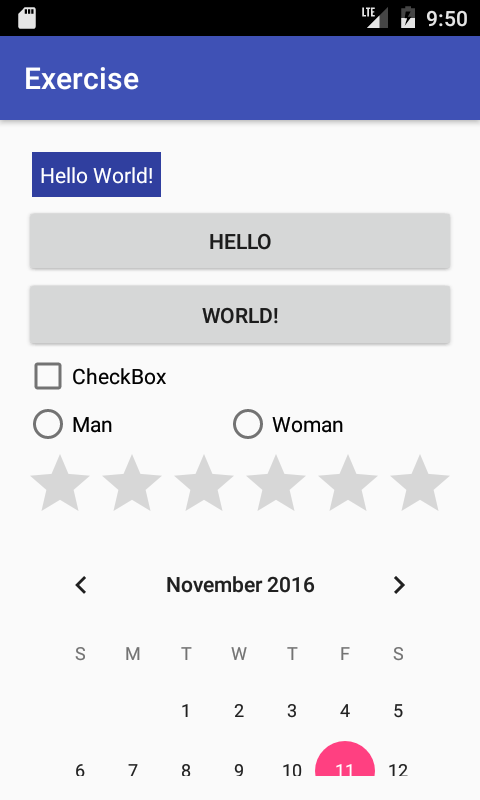 LTE 9:50
Exercise
Hello World!
HELLO
WORLD!
CheckBox
Man Woman
November 2016
S M T W T F S
1 2 3 4 5
6 7 8 9 10 11 12